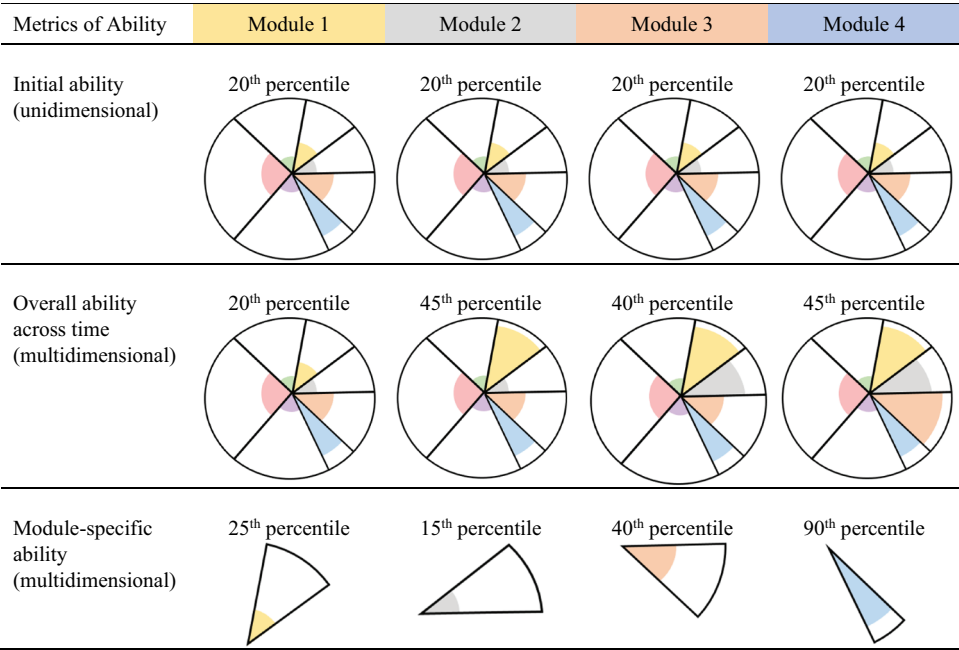 Metrics of Ability Module 1 Module 2 Module 3 Module 4
Initial ability
(unidimensional)
20th percentile 20th percentile 20th percentile 20th percentile
Overall ability
across time
(multidimensional)
20th percentile 45th percentile 40th percentile 45th percentile
Module-specific
ability
(multidimensional)
25th percentile 15th percentile 40th percentile 90th percentile